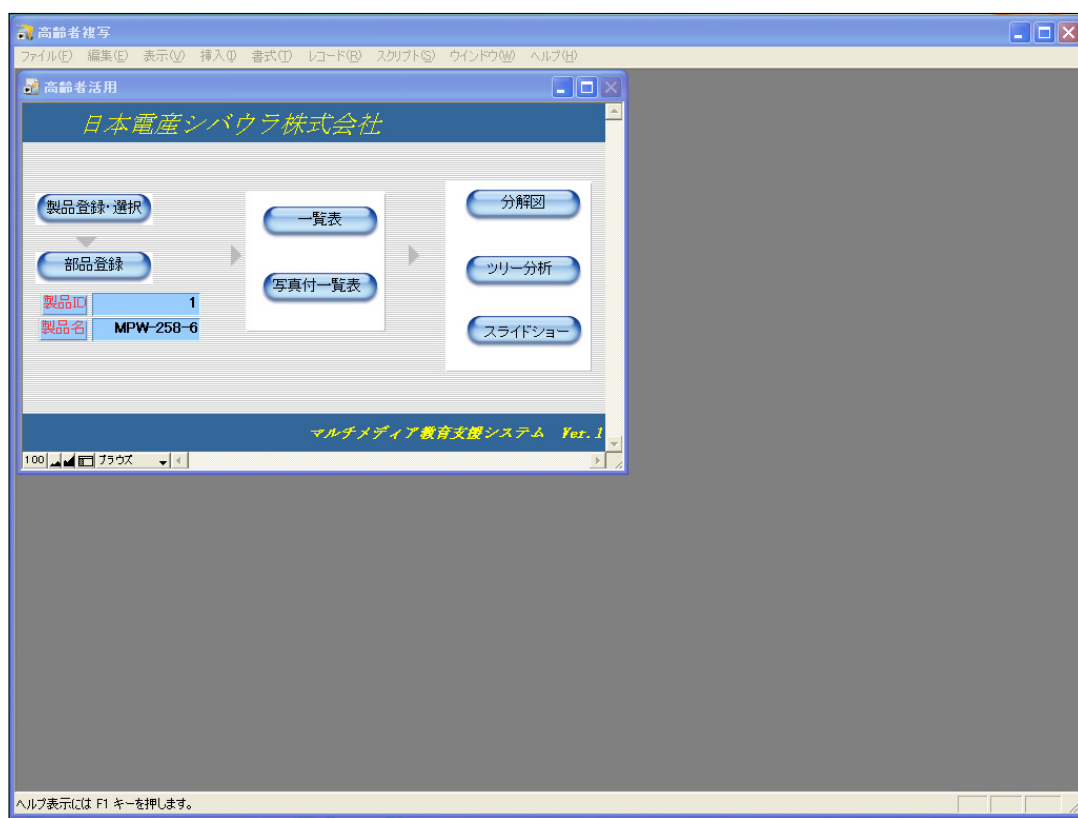 高齢者複写
ファイル(F) 編集(E) 表示(V) 挿入(I) 書式(T) レコード(R) スクリプト(S) ウインドウ(W) ヘルプ(H)
高齢者活用
日本電産シバウラ株式会社
製品登録・選択
部品登録
製品ID 1
製品名 MPW-258-6
一覧表
写真付一覧表
分解図
ツリー分析
スライドショー
マルチメディア教育支援システム Ver.1
100 ブラウズ
ヘルプ表示には F1 キーを押します。